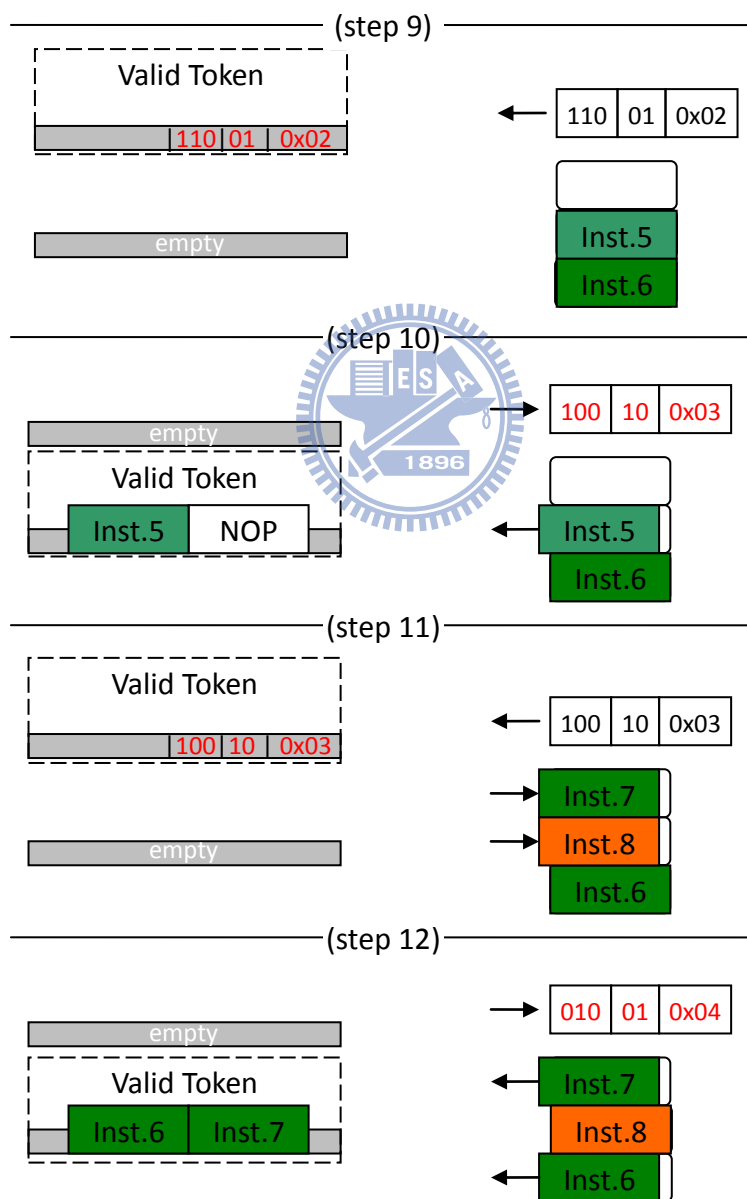 (step 9)
Valid Token
110 01 0x02
110 01 0x02
empty
Inst.5
Inst.6
(step 10)
ES A
1896
100 10 0x03
empty
Valid Token
Inst.5 NOP
Inst.5
Inst.6
(step 11)
Valid Token
100 10 0x03
100 10 0x03
Inst.7
empty
Inst.8
Inst.6
(step 12)
010 01 0x04
empty
Valid Token
Inst.7
Inst.6 Inst.7
Inst.8
Inst.6